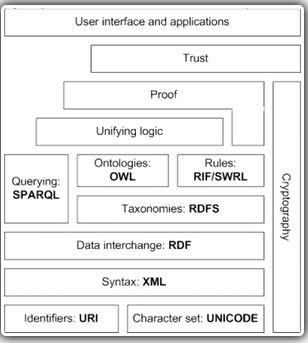 User interface and applications
Trust
Proof
Unifying logic
Querying:
SPARQL
Ontologies:
OWL
Rules:
RIF/SWRL
Taxonomies: RDFS
Cryptography
Data interchange: RDF
Syntax: XML
Identifiers: URI
Character set: UNICODE